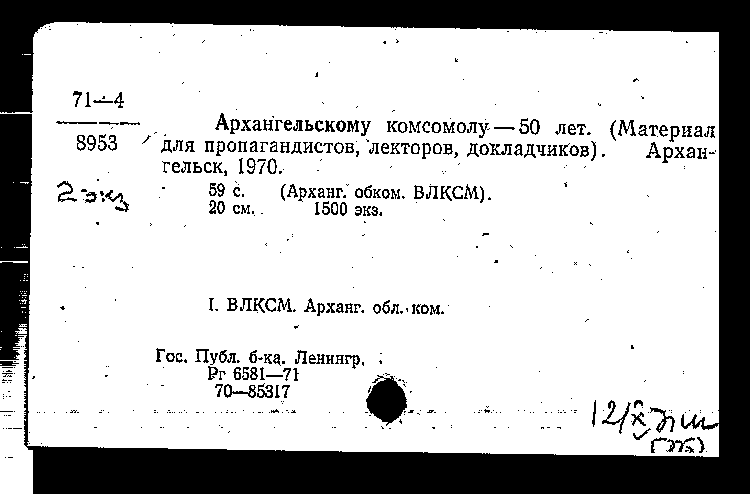 71—4
8953
2 экз
Архангельскому комсомолу — 50 лет. (Материал
для пропагандистов, лекторов, докладчиков). Архан-
гельск, 1970.
59 с. (Арханг. обком. ВЛКСМ).
20 см. 1500 экз.
I. ВЛКСМ. Арханг. обл. ком.
Гос. Публ. б-ка. Ленингр.
Рг 6581—71
70—85317
12/X